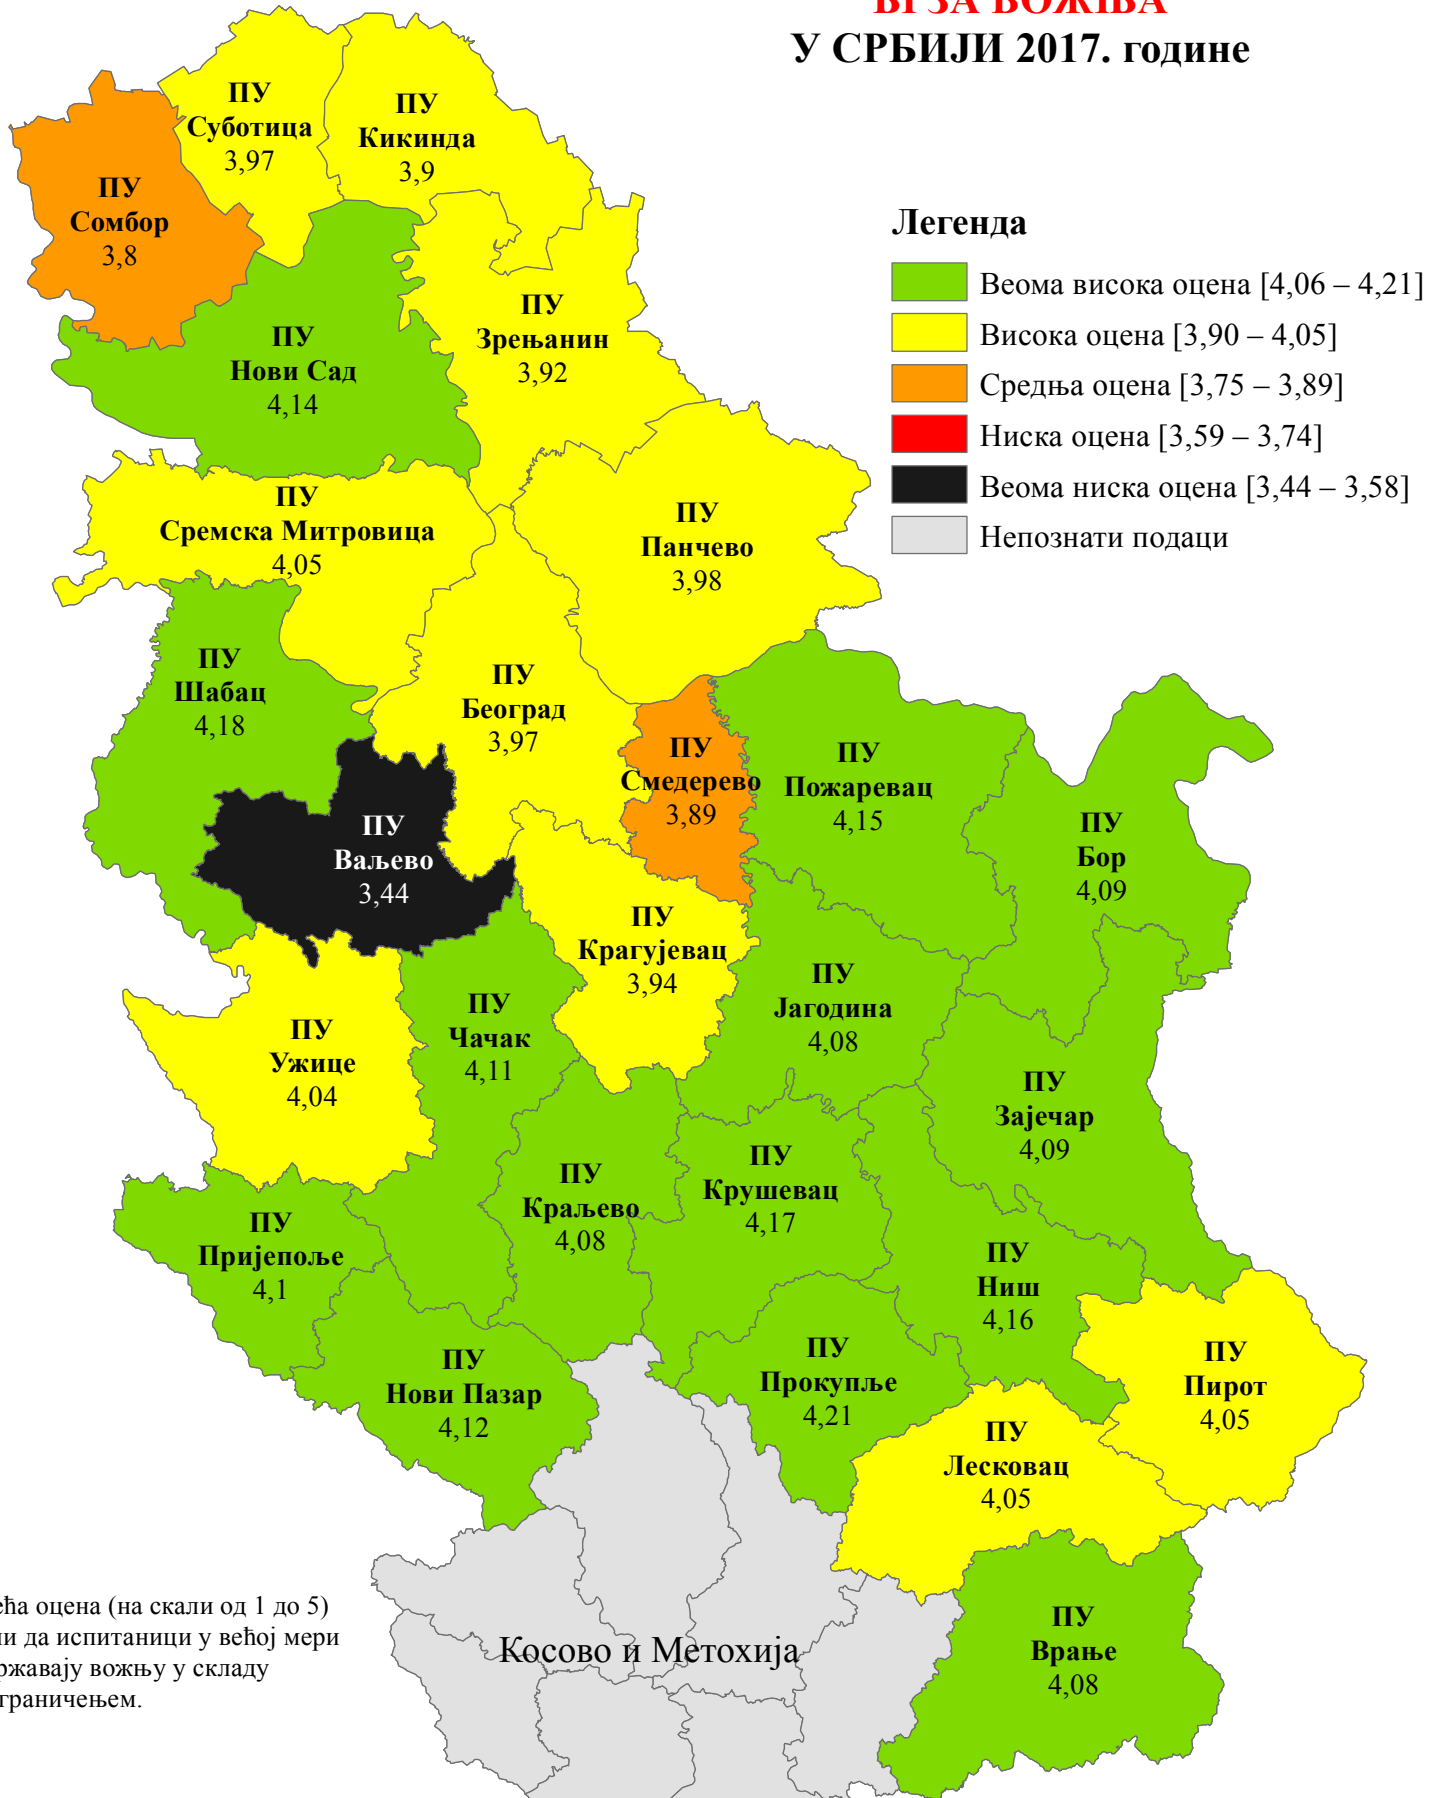 У СРБИЈИ 2017. године
ПУ
Суботица
3,97
ПУ
Кикинда
3,9
ПУ
Сомбор
3,8
Легенда
Веома висока оцена [4,06 – 4,21]
Висока оцена [3,90 – 4,05]
Средња оцена [3,75 – 3,89]
Ниска оцена [3,59 – 3,74]
Веома ниска оцена [3,44 – 3,58]
Непознати подаци
ПУ
Зрењанин
3,92
ПУ
Нови Сад
4,14
ПУ
Сремска Митровица
4,05
ПУ
Панчево
3,98
ПУ
Шабац
4,18
ПУ
Београд
3,97
ПУ
Смедерево
3,89
ПУ
Пожаревац
4,15
ПУ
Бор
4,09
ПУ
Ваљево
3,44
ПУ
Крагујевац
3,94
ПУ
Јагодина
4,08
ПУ
Чачак
4,11
ПУ
Ужице
4,04
ПУ
Зајечар
4,09
ПУ
Краљево
4,08
ПУ
Крушевац
4,17
ПУ
Пријепоље
4,1
ПУ
Ниш
4,16
ПУ
Нови Пазар
4,12
ПУ
Прокупље
4,21
ПУ
Пирот
4,05
ПУ
Лесковац
4,05
ПУ
Врање
4,08
Косово и Метохија
оцена (на скали од 1 до 5)
да испитаници у већој мери
вожњу у складу